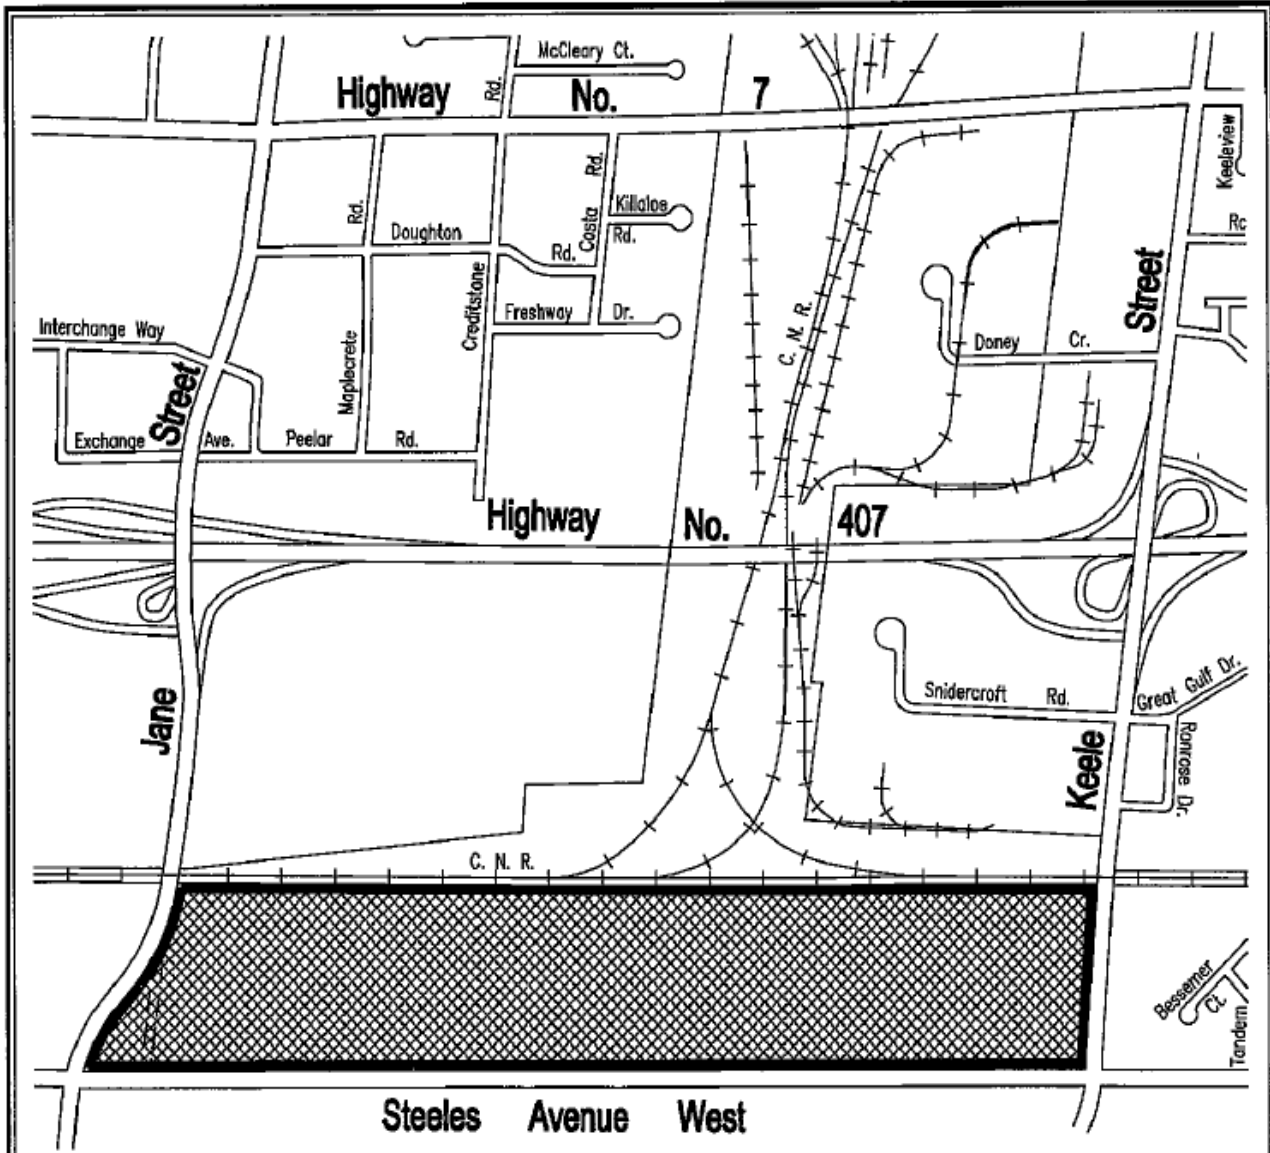 McCleary Ct.
Highway No. 7
Rd.
Keeleview
Rd.
Killaloe
Rd.
Costa
Rd.
Doughton
Rd.
Rc
Street
Creditstone
Freshway Dr.
C. N. R.
Interchange Way
Maplecrete
Doney Cr.
Street
Exchange Ave.
Peelar Rd.
Highway No. 407
Snidercroft Rd.
Great Gulf Dr.
Jane
Keele
Ronrose Dr.
C. N. R.
Bessemer
Ct.
Tandem
Steeles Avenue West